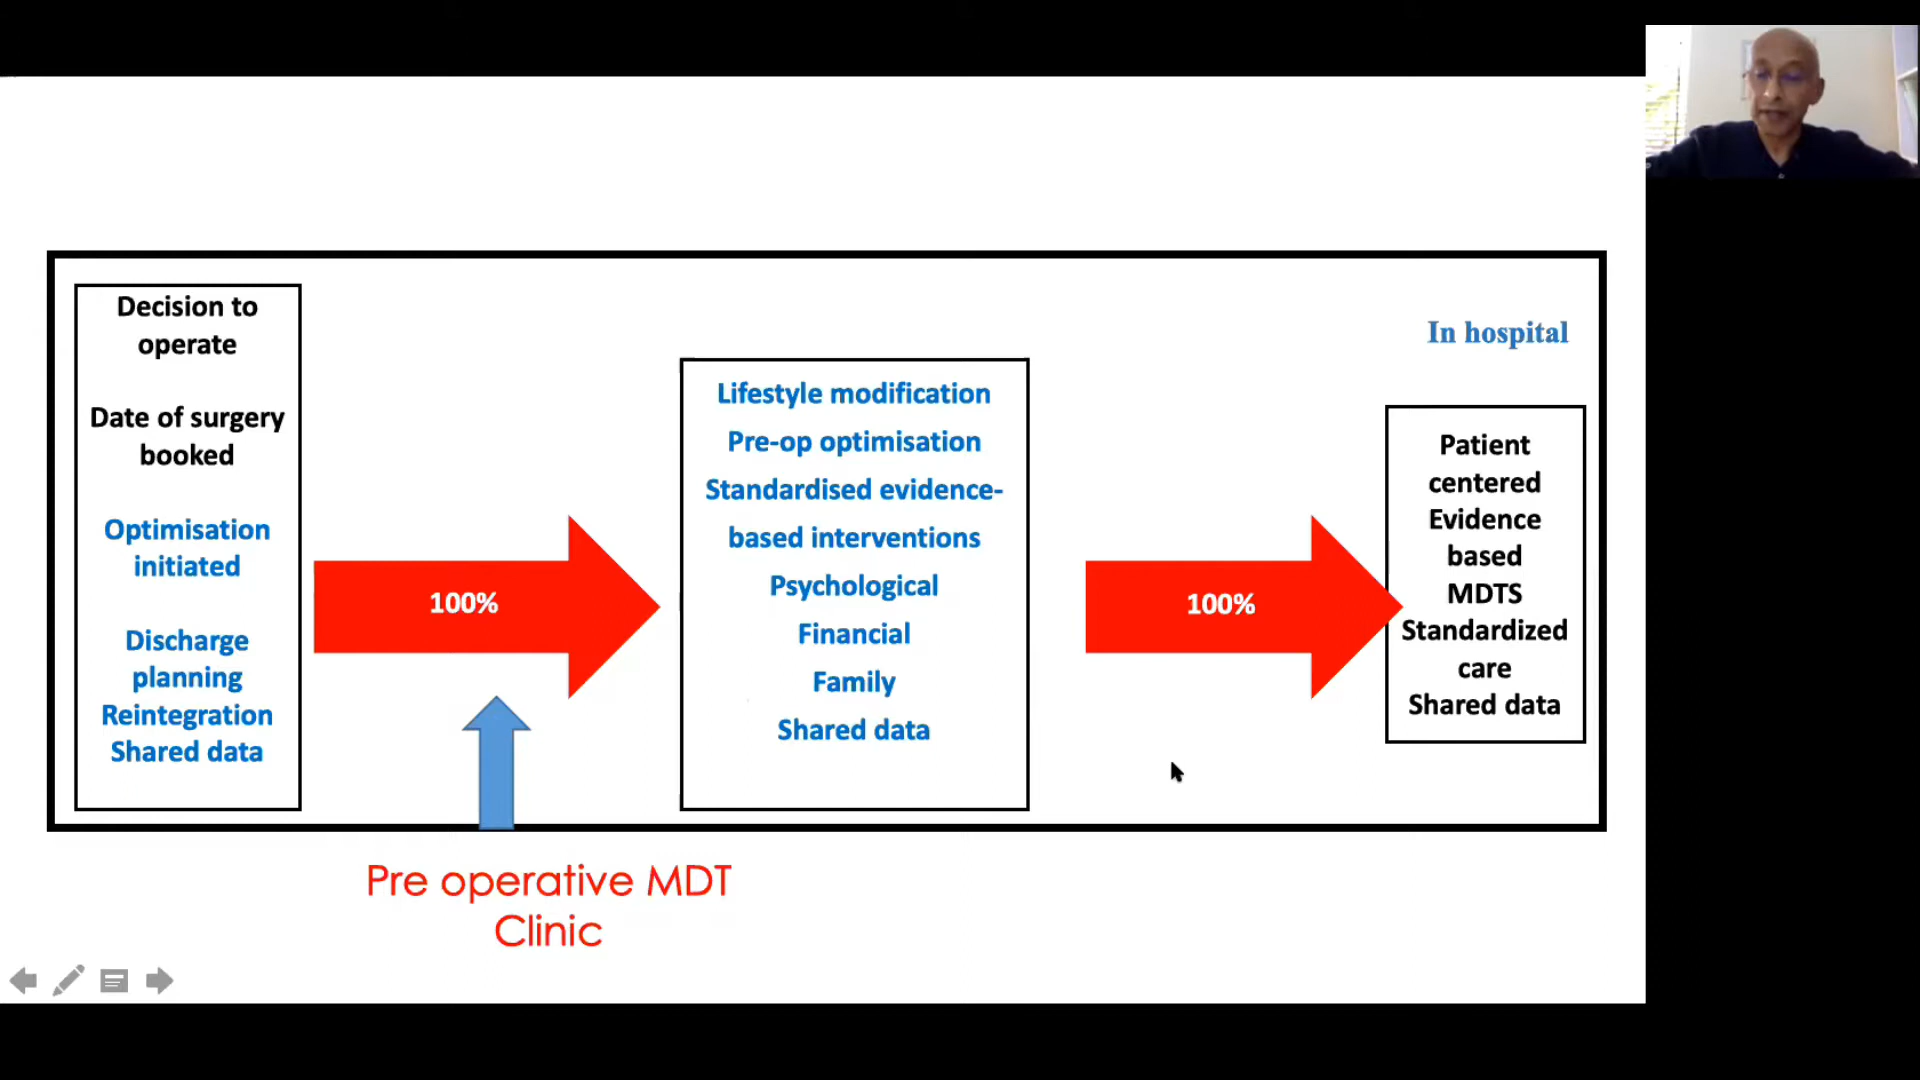 Decision to
operate
Date of surgery
booked
Optimisation
initiated
Discharge
planning
Reintegration
Shared data
100%
Pre operative MDT
Clinic
Lifestyle modification
Pre-op optimisation
Standardised evidence-
based interventions
Psychological
Financial
Family
Shared data
100%
In hospital
Patient
centered
Evidence
based
MDTS
Standardized
care
Shared data